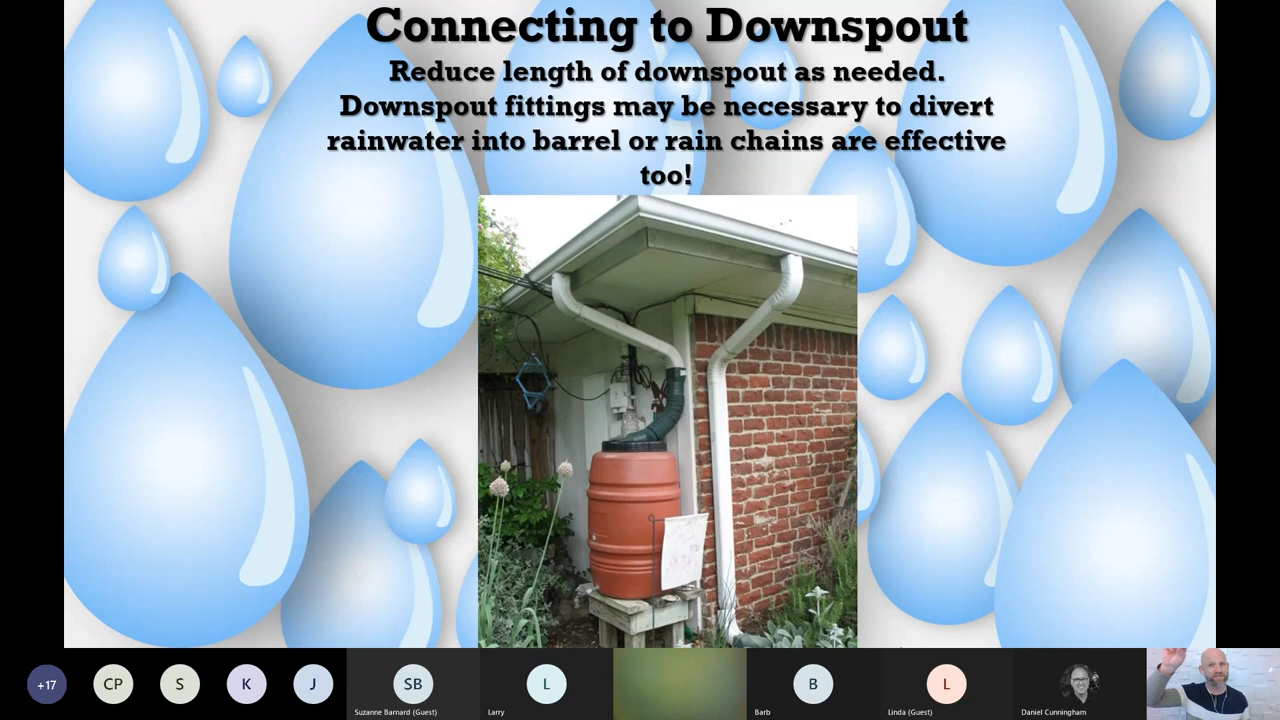 Connecting to Downspout
Reduce length of downspout as needed.
Downspout fittings may be necessary to divert
rainwater into barrel or rain chains are effective
too!
+17
CP
S
K
J
SB
L
B
L
Suzanne Barnard (Guest)
Larry
Barb
Linda (Guest)
Daniel Cunningham